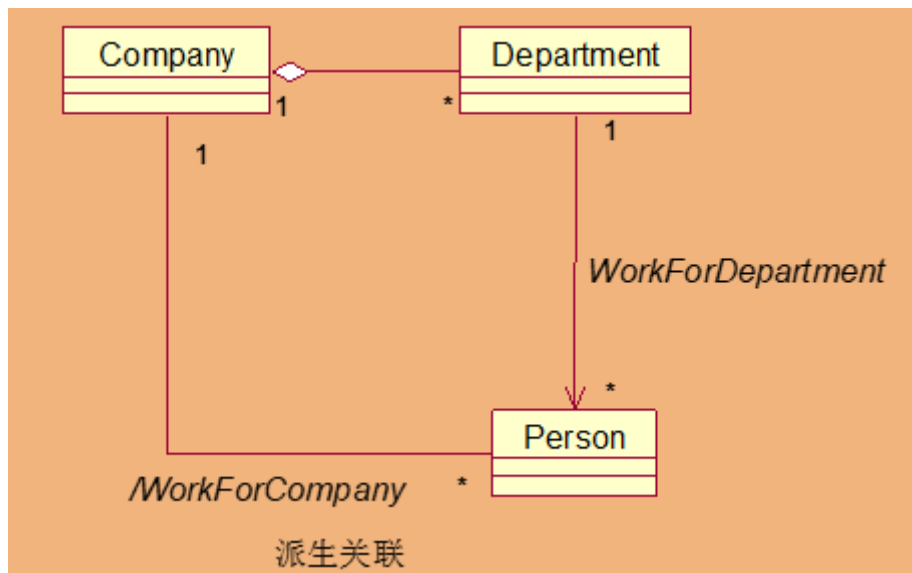 Company
Department
1
*
1
1
WorkForDepartment
*
Person
/WorkForCompany
*
派生关联